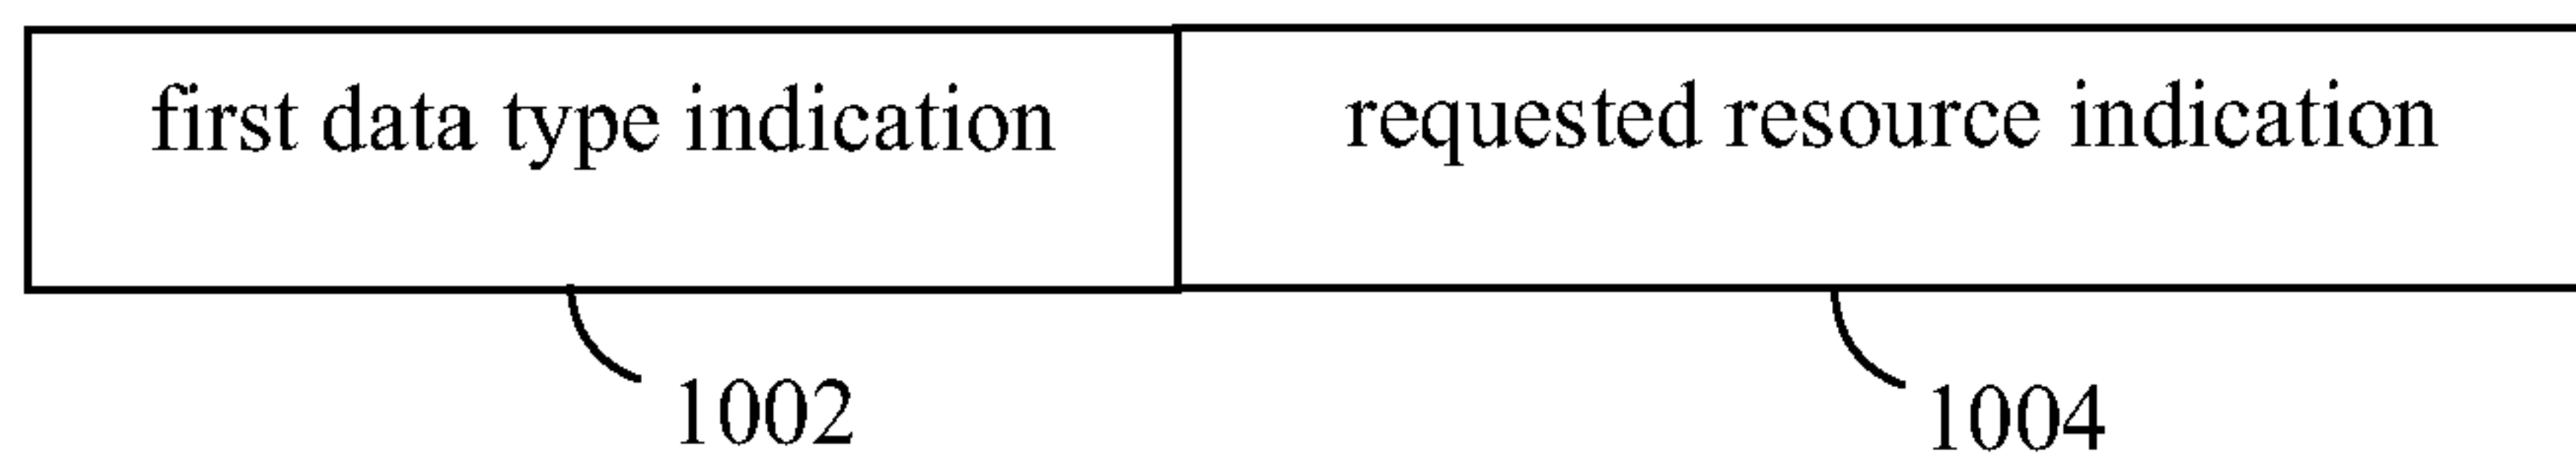 first data type indication
requested resource indication
1002
1004